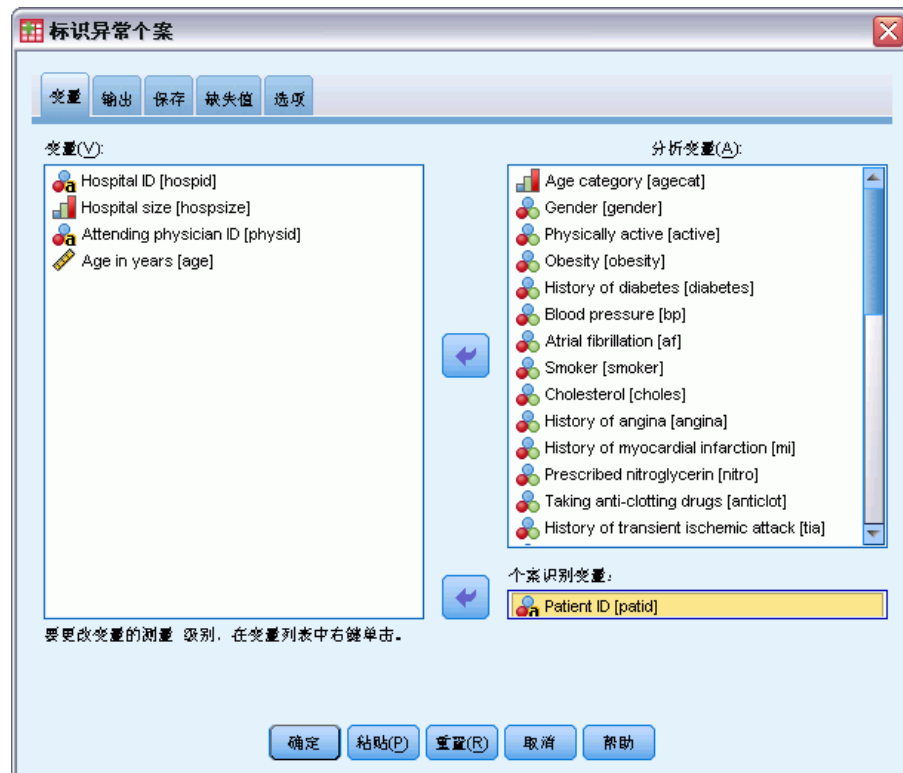 标识异常个案
变量
输出
保存
缺失值
选项
变量(V):
Hospital ID [hospid]
Hospital size [hospsize]
Attending physician ID [physid]
Age in years [age]
分析变量(A):
Age category [agecat]
Gender [gender]
Physically active [active]
Obesity [obesity]
History of diabetes [diabetes]
Blood pressure [bp]
Atrial fibrillation [af]
Smoker [smoker]
Cholesterol [choles]
History of angina [angina]
History of myocardial infarction [mi]
Prescribed nitroglycerin [nitro]
Taking anti-clotting drugs [anticlot]
History of transient ischemic attack [tia]
个案识别变量:
Patient ID [patid]
要更改变量的测量 级别, 在变量列表中右键单击。
确定
粘贴(P)
重置(R)
取消
帮助